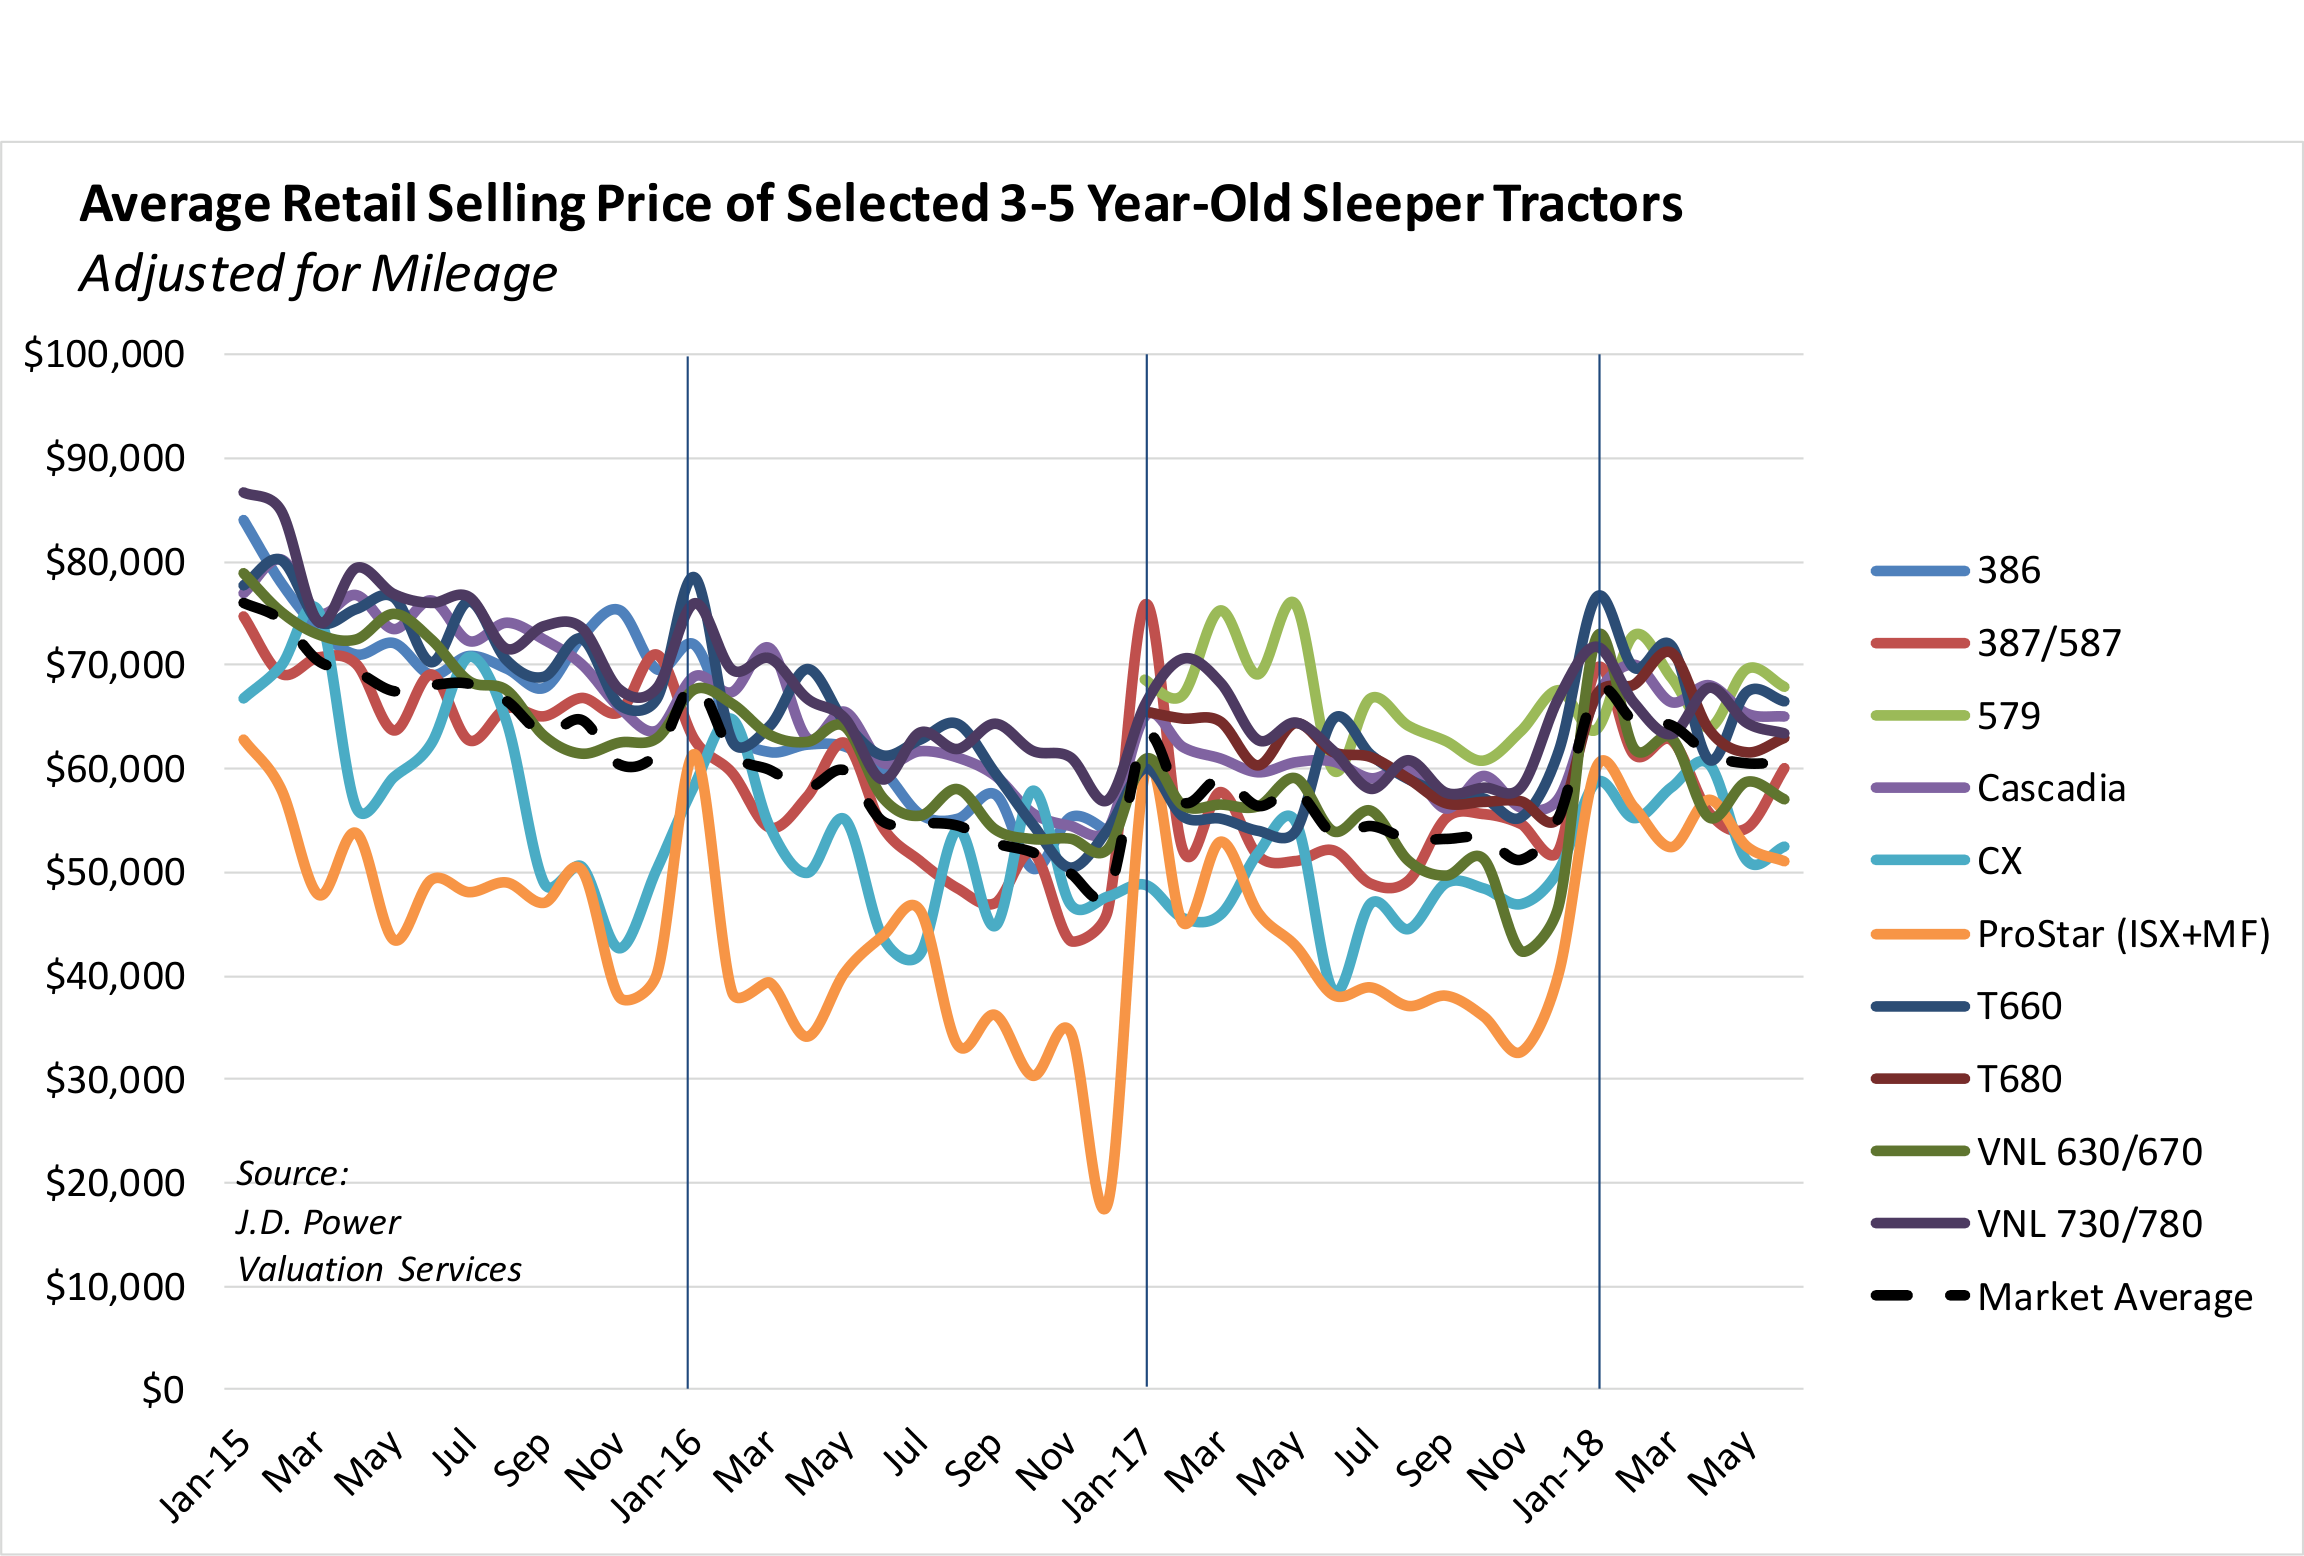 Average Retail Selling Price of Selected 3-5 Year-Old Sleeper Tractors
Adjusted for Mileage
$100,000
$90,000
$80,000
$70,000
$60,000
$50,000
$40,000
$30,000
$20,000
$10,000
$0
Source:
J.D. Power
Valuation Services
386
387/587
579
Cascadia
CX
ProStar (ISX+MF)
T660
T680
VNL 630/670
VNL 730/780
Market Average
Jan-15
Mar
May
Jul
Sep
Nov
Jan-16
Mar
May
Jul
Sep
Nov
Jan-17
Mar
May
Jul
Sep
Nov
Jan-18
Mar
May